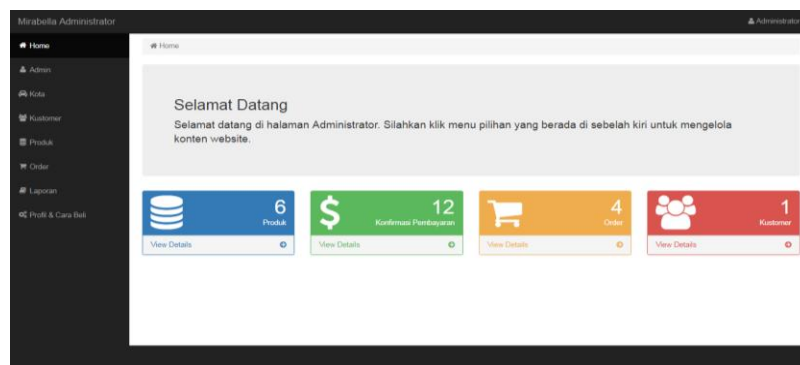 Mirabella Administrator
Administrator
Home
Home
Admin
Kota
Kustomer
Produk
Order
Laporan
Profil & Cara Beli
Selamat Datang
Selamat datang di halaman Administrator. Silahkan klik menu pilihan yang berada di sebelah kiri untuk mengelola
konten website.
6
Produk
View Details
12
Konfirmasi Pembayaran
View Details
4
Order
View Details
1
Kustomer
View Details